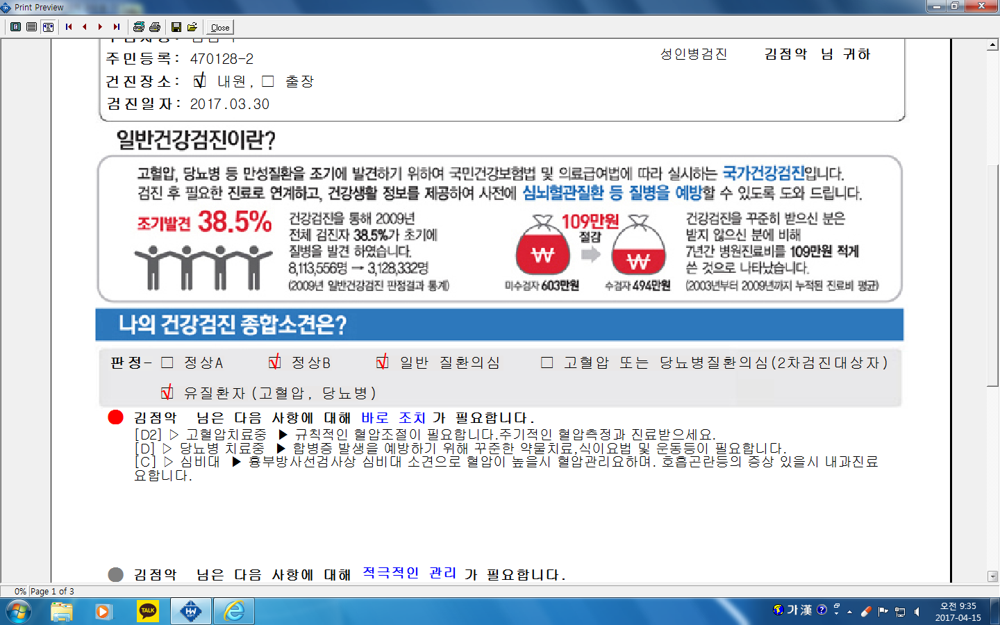 Print Preview
Close
주민등록: 470128-2
성인병검진 김점악 님 귀하
건진장소: ☑ 내원, □ 출장
검진일자: 2017.03.30
일반건강검진이란?
고혈압, 당뇨병 등 만성질환을 조기에 발견하기 위하여 국민건강보험법 및 의료급여법에 따라 실시하는 국가건강검진입니다.
검진 후 필요한 진료로 연계하고, 건강생활 정보를 제공하여 사전에 심뇌혈관질환 등 질병을 예방할 수 있도록 도와 드립니다.
조기발견 38.5%
건강검진을 통해 2009년
전체 검진자 38.5%가 초기에
질병을 발견 하였습니다.
8,113,556명 → 3,128,332명
(2009년 일반건강검진 판정결과 통계)
109만원
절감
₩ ₩
미수검자 603만원 수검자 494만원
건강검진을 꾸준히 받으신 분은
받지 않으신 분에 비해
7년간 병원진료비를 109만원 적게
쓴 것으로 나타났습니다.
(2003년부터 2009년까지 누적된 진료비 평균)
나의 건강검진 종합소견은?
판정- □ 정상A ☑ 정상B ☑ 일반 질환의심 □ 고혈압 또는 당뇨병질환의심(2차검진대상자)
☑ 유질환자(고혈압, 당뇨병)
김점악 님은 다음 사항에 대해 바로 조치 가 필요합니다.
[D2] ▷ 고혈압치료중 ▶ 규칙적인 혈압조절이 필요합니다.주기적인 혈압측정과 진료받으세요.
[D] ▷ 당뇨병 치료중 ▶ 합병증 발생을 예방하기 위해 꾸준한 약물치료,식이요법 및 운동등이 필요합니다.
[C] ▷ 심비대 ▶ 흉부방사선검사상 심비대 소견으로 혈압이 높을시 혈압관리요하며. 호흡곤란등의 증상 있을시 내과진료
요합니다.
김점악 님은 다음 사항에 대해 적극적인 관리 가 필요합니다.
0% Page 1 of 3
TALK
HW
SOFT
가 漢
오전 9:35
2017-04-15